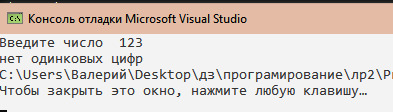 Консоль отладки Microsoft Visual Studio
Введите число 123
нет одинковых цифр
C:\Users\Валерий\Desktop\дз\програмирование\лр2\P
Чтобы закрыть это окно, нажмите любую клавишу…